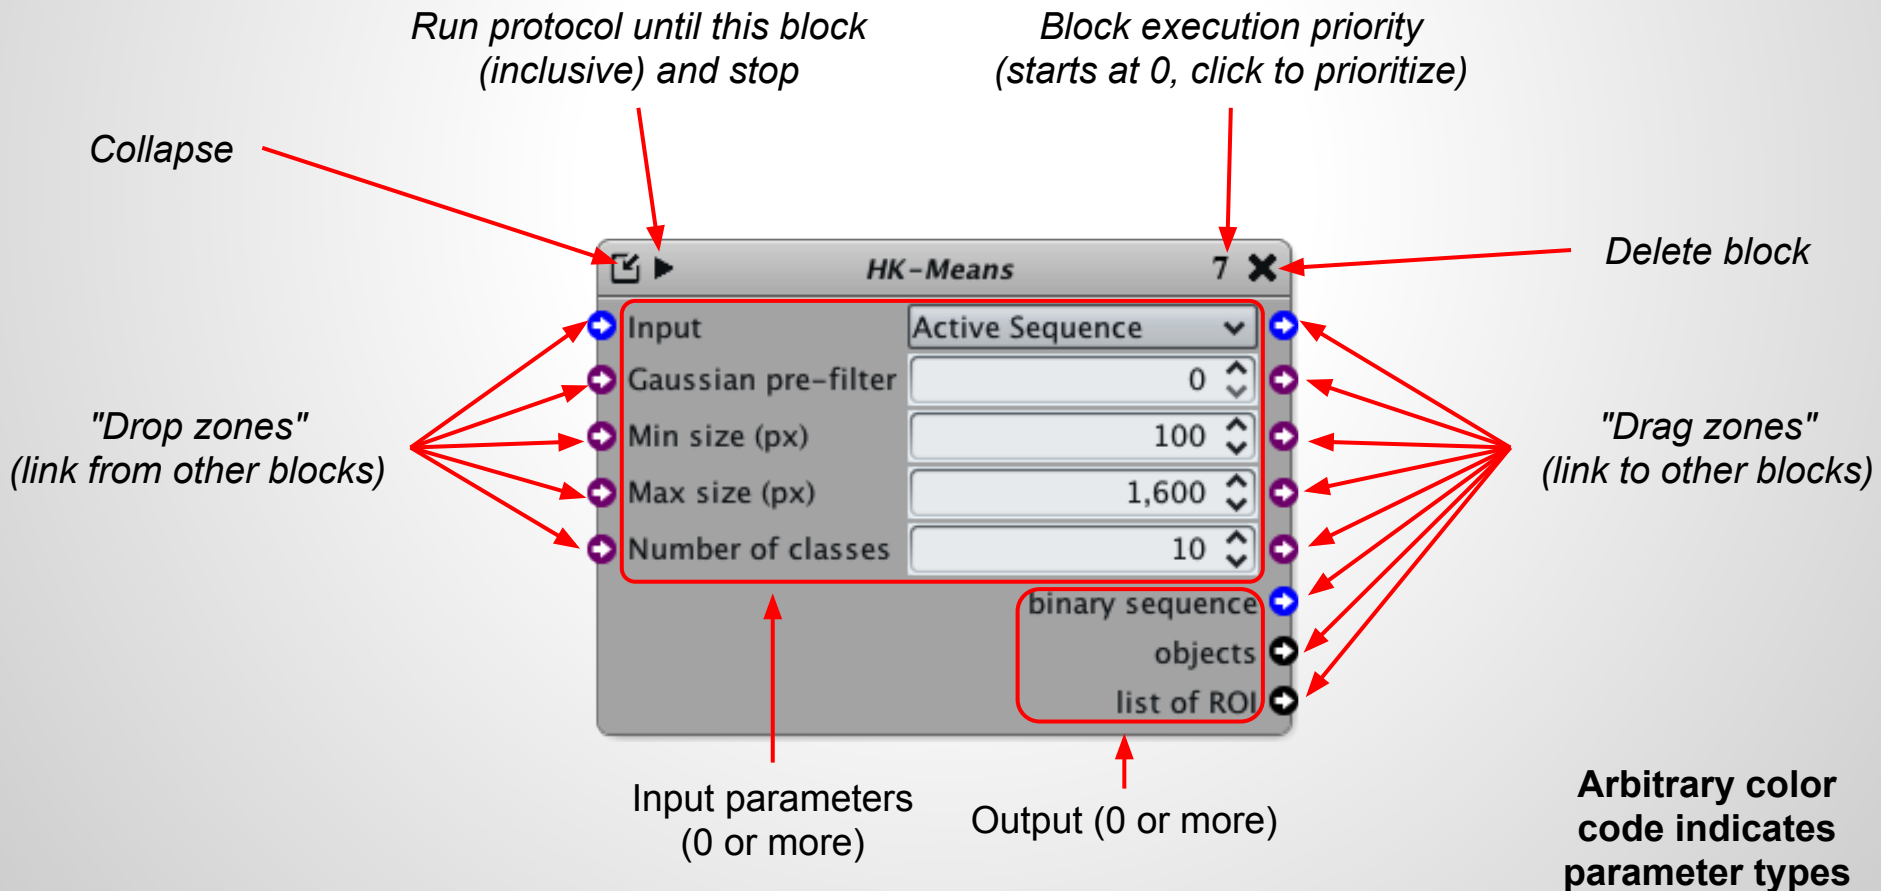 Run protocol until this block
(inclusive) and stop
Block execution priority
(starts at 0, click to prioritize)
Collapse
Delete block
HK-Means 7
Input Active Sequence
Gaussian pre-filter 0
Min size (px) 100
Max size (px) 1,600
Number of classes 10
binary sequence
objects
list of ROI
"Drop zones"
(link from other blocks)
"Drag zones"
(link to other blocks)
Input parameters
(0 or more)
Output (0 or more)
Arbitrary color
code indicates
parameter types